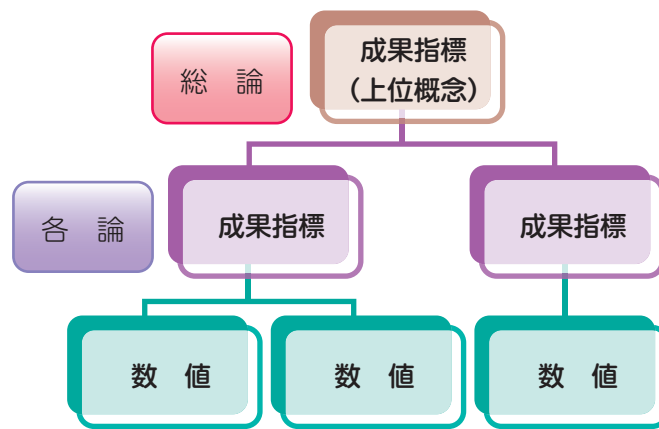 総　論
成果指標
（上位概念）
各　論
成果指標
成果指標
数　値
数　値
数　値